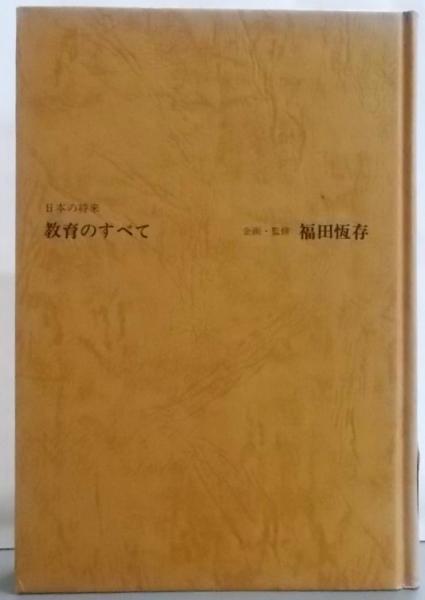 日本の将来
教育のすべて
企画・監修 福田恆存